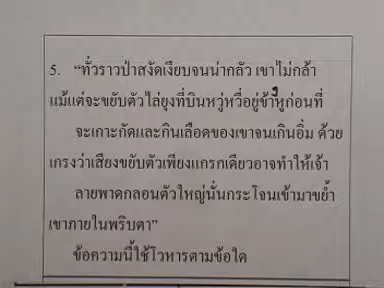 5. “ทั่วราวป่าสงัดเงียบจนน่ากลัว เขาไม่กล้า
แม้แต่จะขยับตัวไล่ยุงที่บินหวู่หวี่อยู่ข้างหูก่อนที่
จะเกาะกัดและกินเลือดของเขาจนเกินอิ่ม ด้วย
เกรงว่าเสียงขยับตัวเพียงแกรกเดียวอาจทำให้เจ้า
ลายพาดกลอนตัวใหญ่นั่นกระโจนเข้ามาขย้ำ
เขาภายในพริบตา”
ข้อความนี้ใช้โวหารตามข้อใด